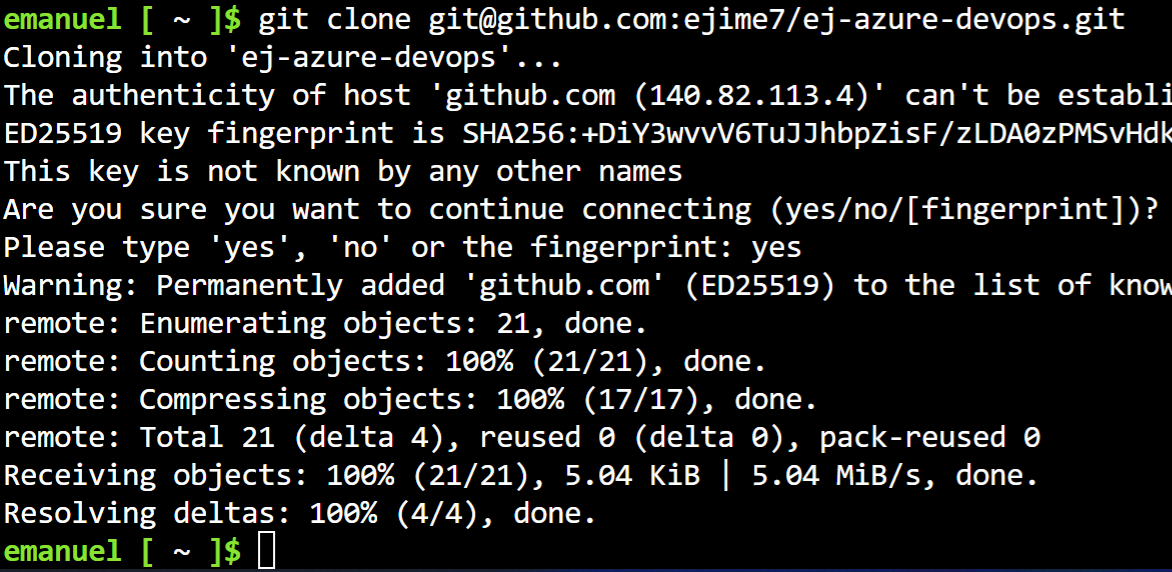 emanuel [ ~ ]$ git clone git@github.com:ejime7/ej-azure-devops.git
Cloning into 'ej-azure-devops'...
The authenticity of host 'github.com (140.82.113.4)' can't be establi
ED25519 key fingerprint is SHA256:+DiY3wvvV6TuJJhbpZisF/zLDA0zPMSvHdk
This key is not known by any other names
Are you sure you want to continue connecting (yes/no/[fingerprint])?
Please type 'yes', 'no' or the fingerprint: yes
Warning: Permanently added 'github.com' (ED25519) to the list of know
remote: Enumerating objects: 21, done.
remote: Counting objects: 100% (21/21), done.
remote: Compressing objects: 100% (17/17), done.
remote: Total 21 (delta 4), reused 0 (delta 0), pack-reused 0
Receiving objects: 100% (21/21), 5.04 KiB | 5.04 MiB/s, done.
Resolving deltas: 100% (4/4), done.
emanuel [ ~ ]$